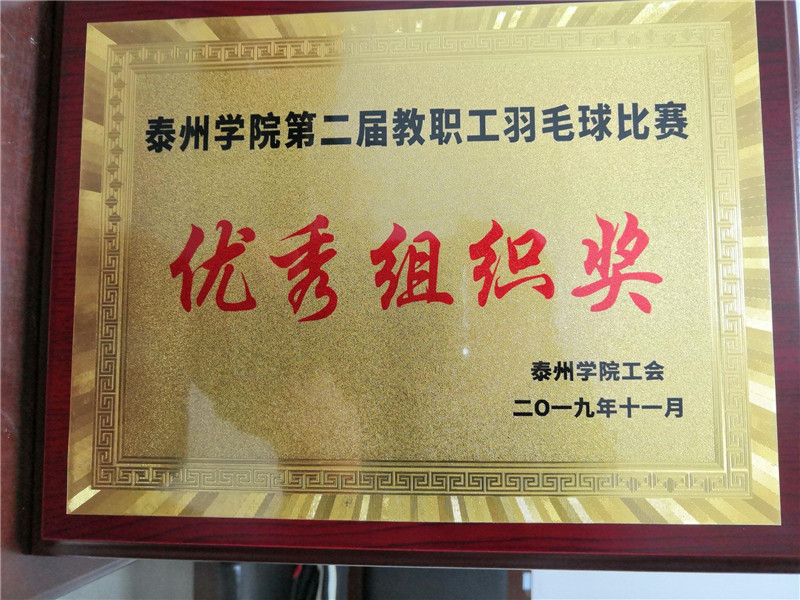 泰州学院第二届教职工羽毛球比赛
优秀组织奖
泰州学院工会
二O一九年十一月